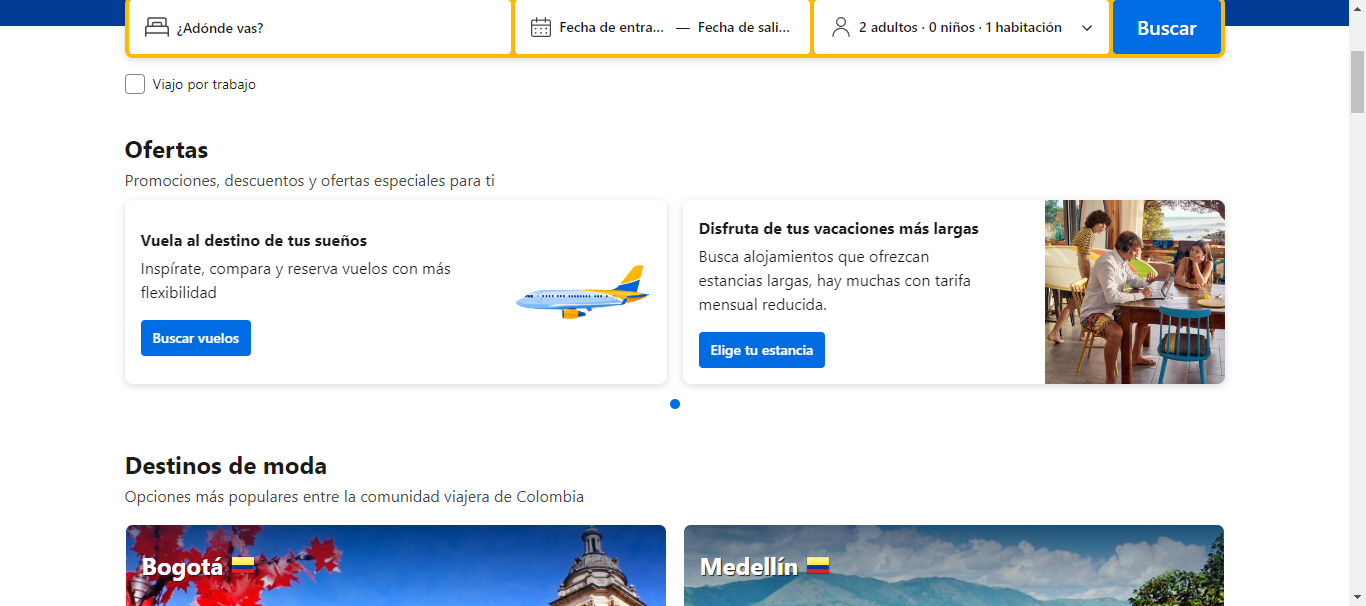 ¿Adónde vas?
Fecha de entra... — Fecha de sali...
2 adultos · 0 niños · 1 habitación
Buscar
Viajo por trabajo
Ofertas
Promociones, descuentos y ofertas especiales para ti
Vuela al destino de tus sueños
Inspírate, compara y reserva vuelos con más
flexibilidad
Buscar vuelos
Disfruta de tus vacaciones más largas
Busca alojamientos que ofrezcan
estancias largas, hay muchas con tarifa
mensual reducida.
Elige tu estancia
Destinos de moda
Opciones más populares entre la comunidad viajera de Colombia
Bogotá
Medellín